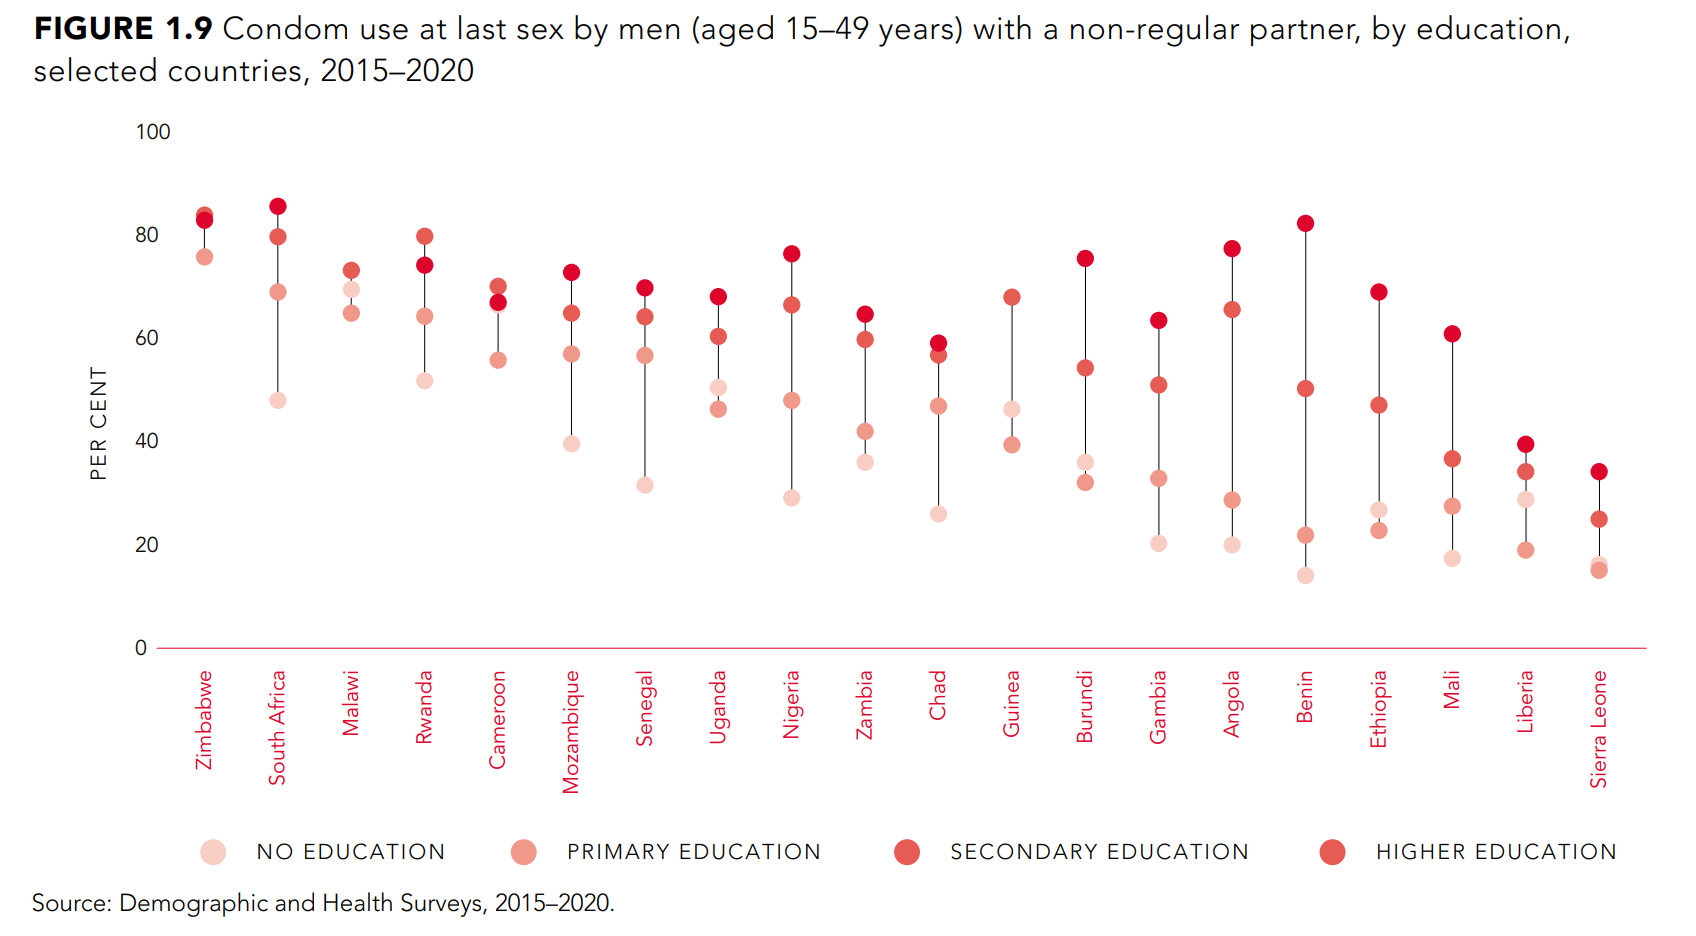 FIGURE 1.9 Condom use at last sex by men (aged 15–49 years) with a non-regular partner, by education,
selected countries, 2015–2020
100
80
60
40
20
0
PER CENT
Zimbabwe
South Africa
Malawi
Rwanda
Cameroon
Mozambique
Senegal
Uganda
Nigeria
Zambia
Chad
Guinea
Burundi
Gambia
Angola
Benin
Ethiopia
Mali
Liberia
Sierra Leone
NO EDUCATION
PRIMARY EDUCATION
SECONDARY EDUCATION
HIGHER EDUCATION
Source: Demographic and Health Surveys, 2015–2020.